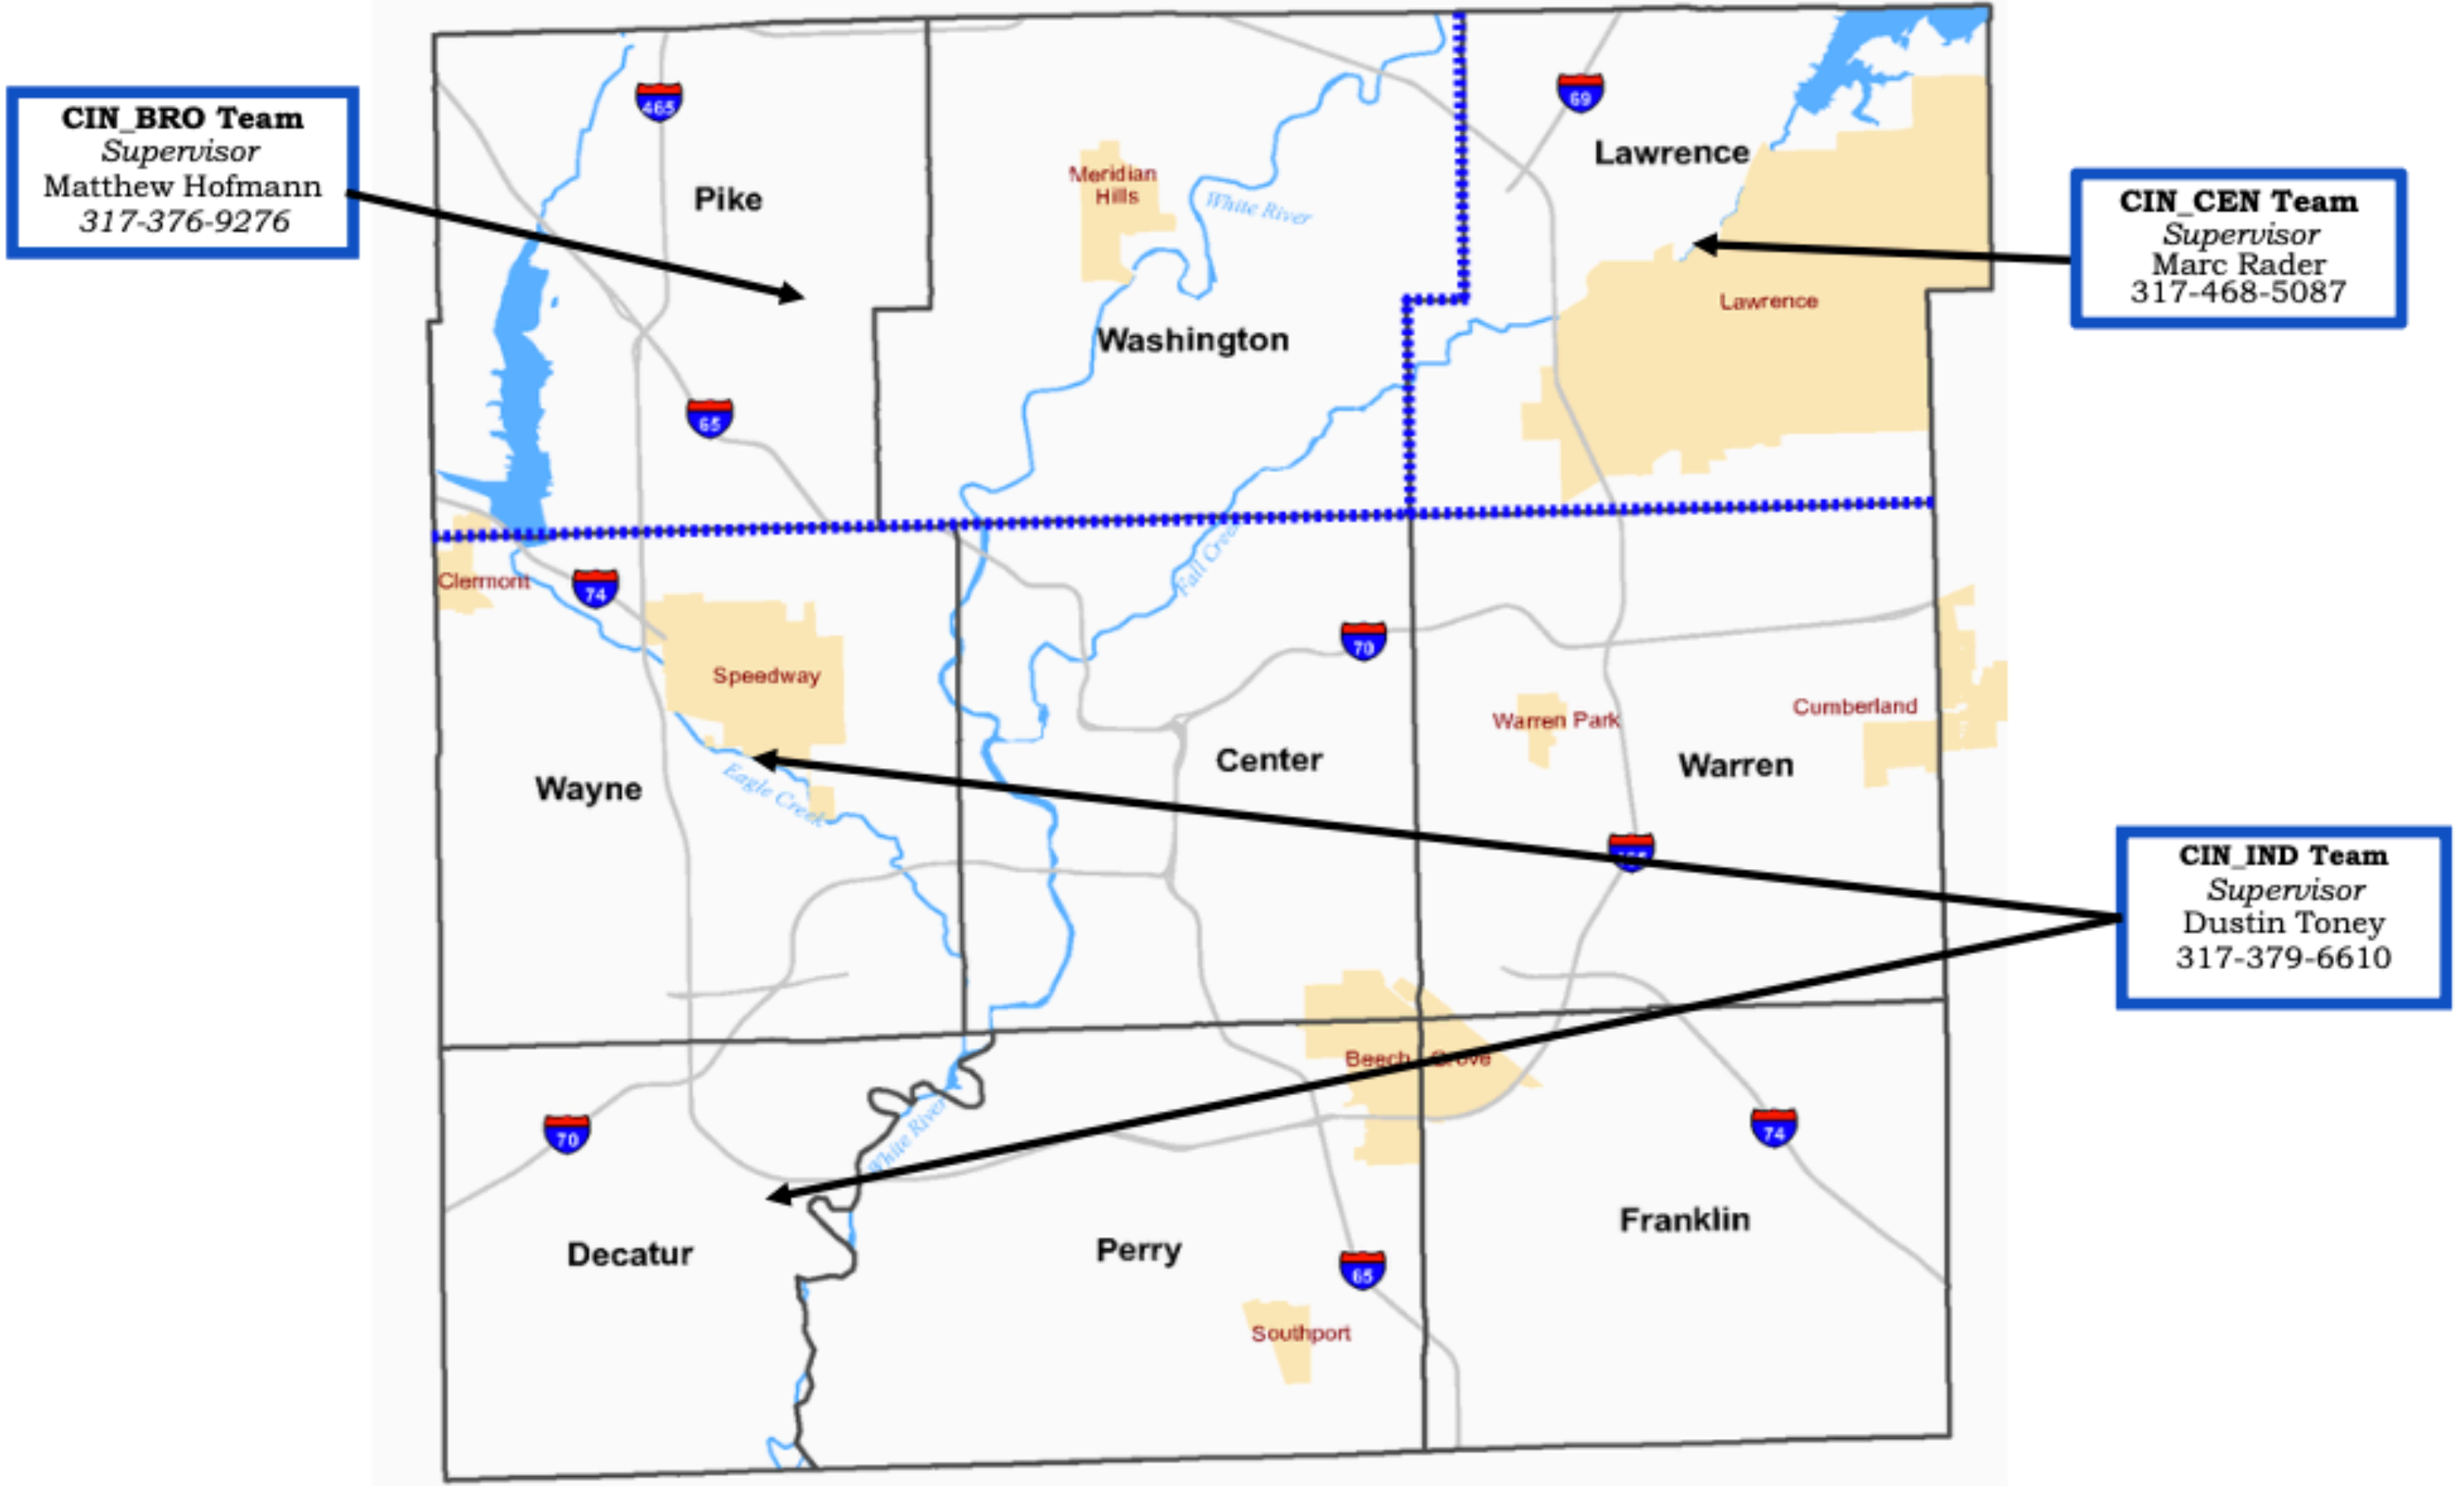 CIN_BRO Team
Supervisor
Matthew Hofmann
317-376-9276
465
69
Lawrence
Pike
Meridian
Hills
White River
CIN_CEN Team
Supervisor
Marc Rader
317-468-5087
Lawrence
Washington
65
Clermont
74
Fall Creek
70
Speedway
Warren Park
Cumberland
Wayne
Eagle Creek
Center
Warren
CIN_IND Team
Supervisor
Dustin Toney
317-379-6610
Beech Grove
70
White River
74
Decatur
Perry
Franklin
65
Southport